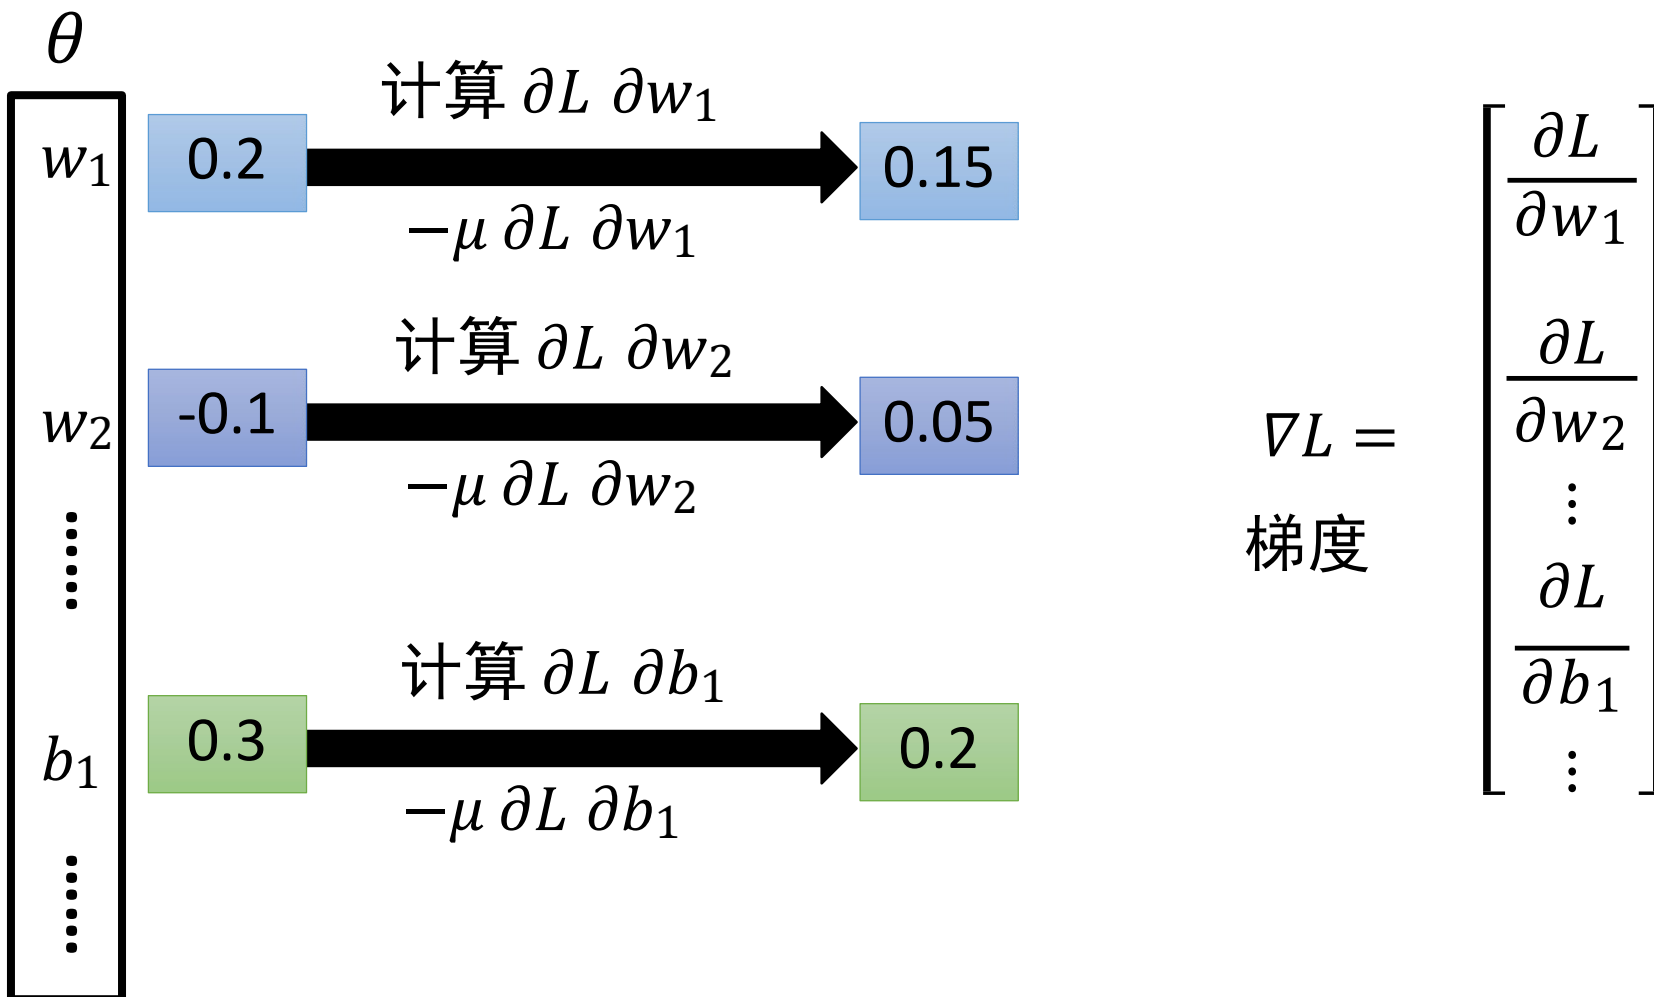 θ
w₁
0.2
计算 ∂L ∂w₁
−μ ∂L ∂w₁
0.15
w₂
-0.1
计算 ∂L ∂w₂
−μ ∂L ∂w₂
0.05
⋮
b₁
0.3
计算 ∂L ∂b₁
−μ ∂L ∂b₁
0.2
⋮
∇L =
梯度
∂L
∂w₁
∂L
∂w₂
⋮
∂L
∂b₁
⋮